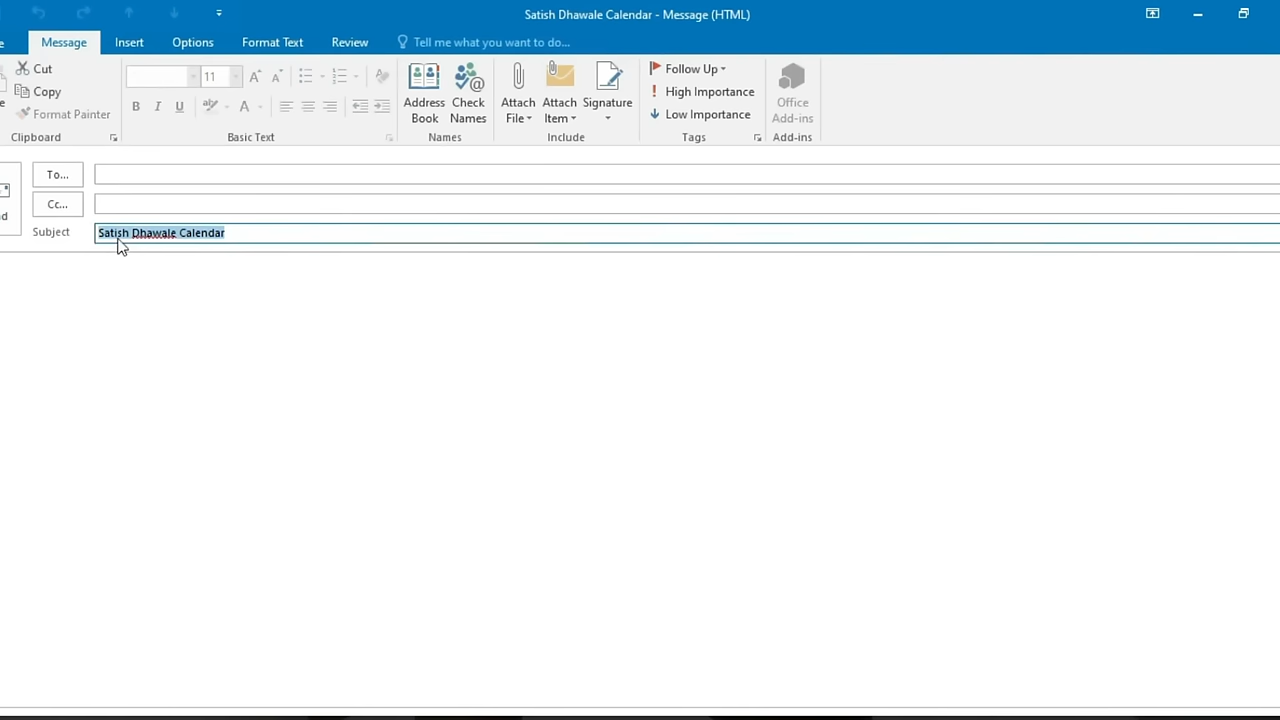 Satish Dhawale Calendar - Message (HTML)
Message Insert Options Format Text Review Tell me what you want to do...
Cut
Copy
Format Painter
Clipboard
11
B I U ab A
Basic Text
Address Book
Check Names
Names
Attach File
Attach Item
Signature
Include
Follow Up
High Importance
Low Importance
Tags
Office Add-ins
Add-ins
To...
Cc...
Subject Satish Dhawale Calendar